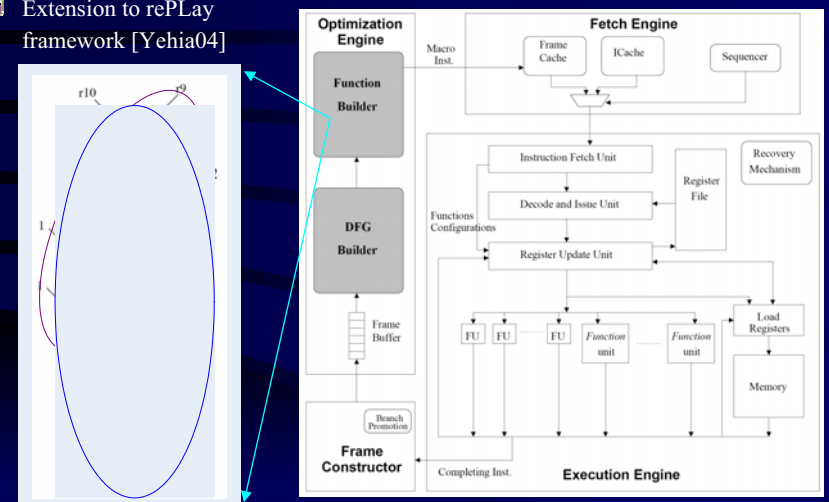 Extension to rePLay
framework [Yehia04]
r10
r9
1
Optimization
Engine
Function
Builder
DFG
Builder
Frame
Buffer
Branch
Promotion
Frame
Constructor
Macro
Inst.
Fetch Engine
Frame
Cache
ICache
Sequencer
Instruction Fetch Unit
Decode and Issue Unit
Register Update Unit
Functions
Configurations
Register
File
Recovery
Mechanism
FU
FU
FU
Function
unit
Function
unit
Load
Registers
Memory
Completing Inst.
Execution Engine